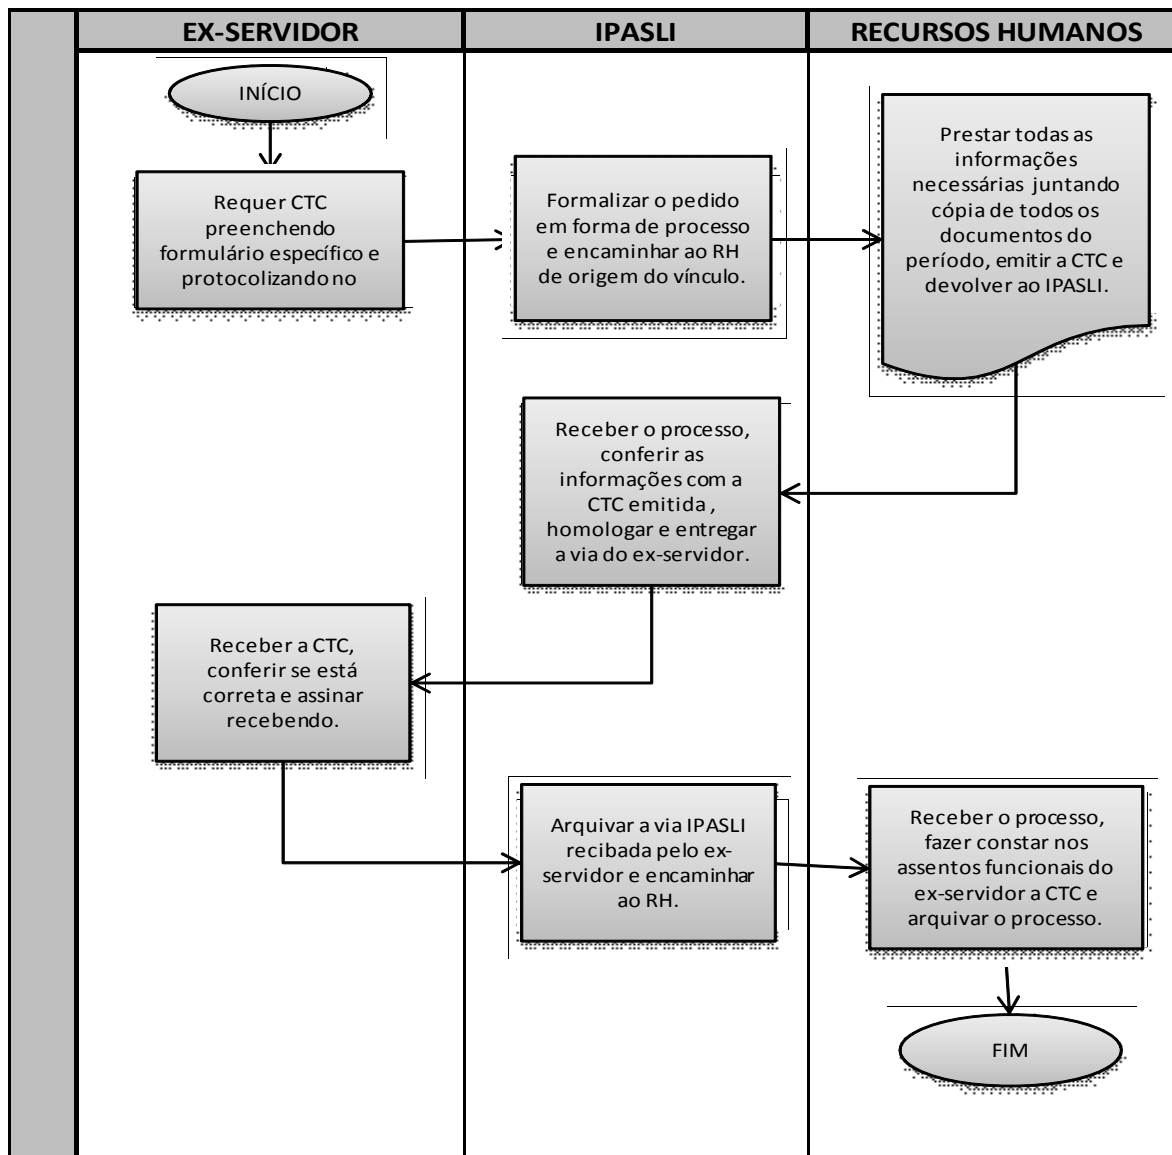 EX-SERVIDOR
IPASLI
RECURSOS HUMANOS
INÍCIO
Requer CTC
preenchendo
formulário específico e
protocolizando no
Formalizar o pedido
em forma de processo
e encaminhar ao RH
de origem do vínculo.
Prestar todas as
informações
necessárias juntando
cópia de todos os
documentos do
período, emitir a CTC e
devolver ao IPASLI.
Receber o processo,
conferir as
informações com a
CTC emitida ,
homologar e entregar
a via do ex-servidor.
Receber a CTC,
conferir se está
correta e assinar
recebendo.
Arquivar a via IPASLI
recibada pelo ex-
servidor e encaminhar
ao RH.
Receber o processo,
fazer constar nos
assentos funcionais do
ex-servidor a CTC e
arquivar o processo.
FIM